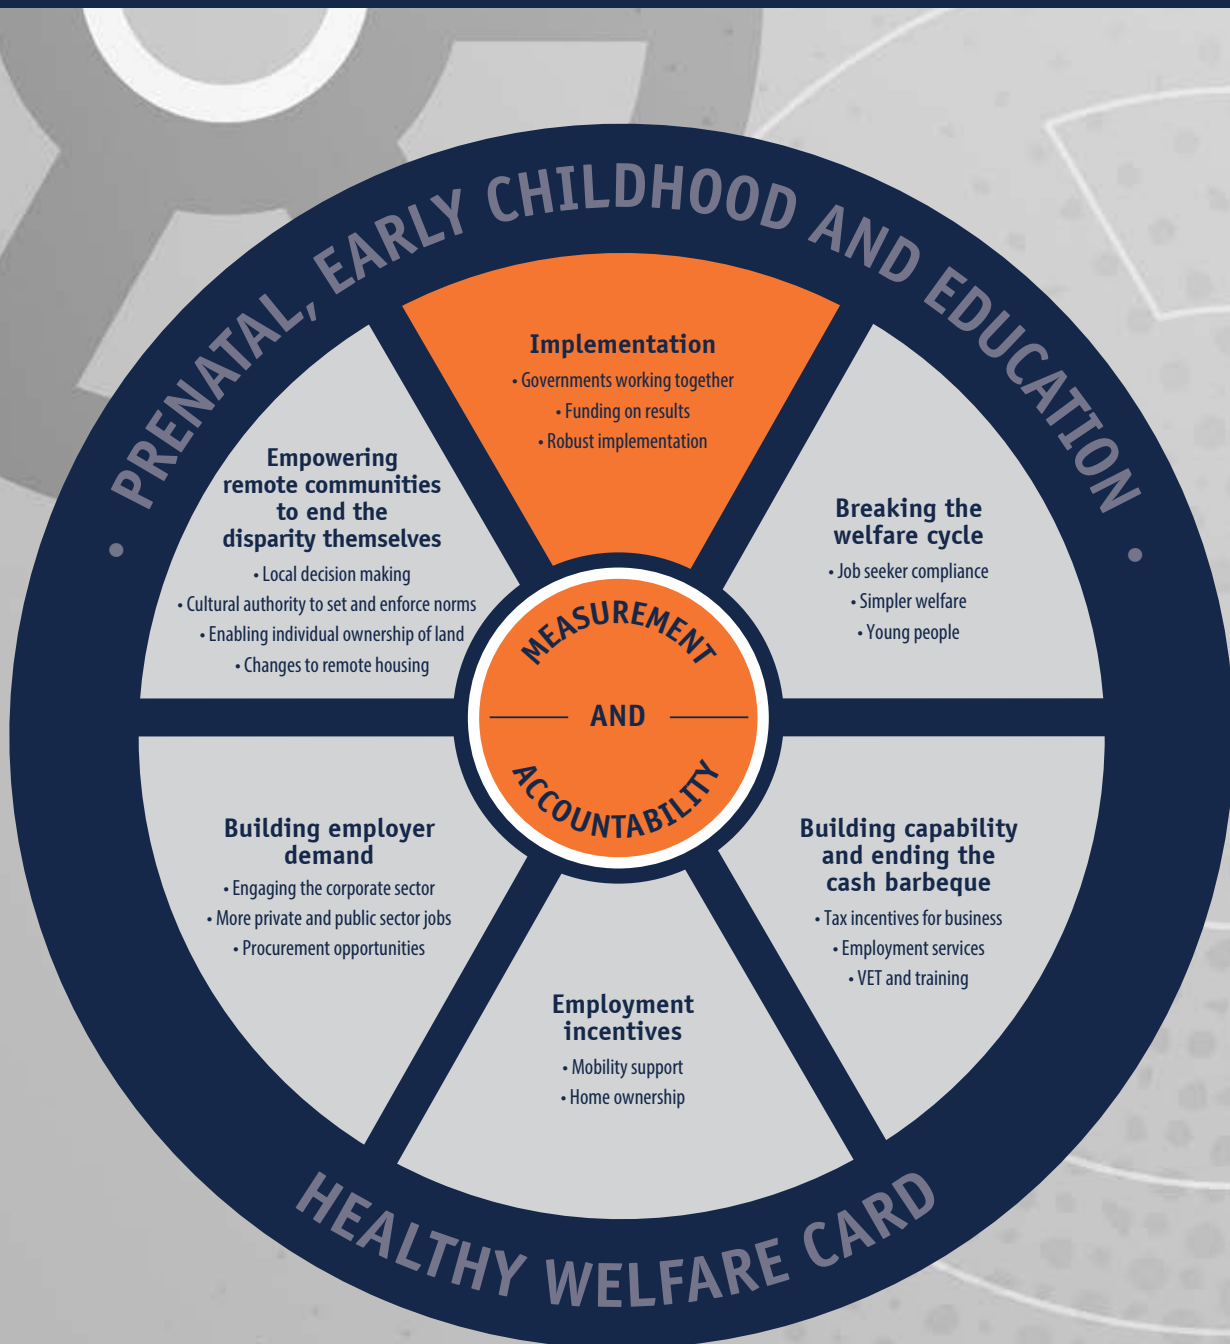 • PRENATAL, EARLY CHILDHOOD AND EDUCATION •
Implementation
• Governments working together
• Funding on results
• Robust implementation
Empowering
remote communities
to end the
disparity themselves
• Local decision making
• Cultural authority to set and enforce norms
• Enabling individual ownership of land
• Changes to remote housing
Breaking the
welfare cycle
• Job seeker compliance
• Simpler welfare
• Young people
MEASUREMENT
AND
ACCOUNTABILITY
Building employer
demand
• Engaging the corporate sector
• More private and public sector jobs
• Procurement opportunities
Building capability
and ending the
cash barbeque
• Tax incentives for business
• Employment services
• VET and training
Employment
incentives
• Mobility support
• Home ownership
HEALTHY WELFARE CARD